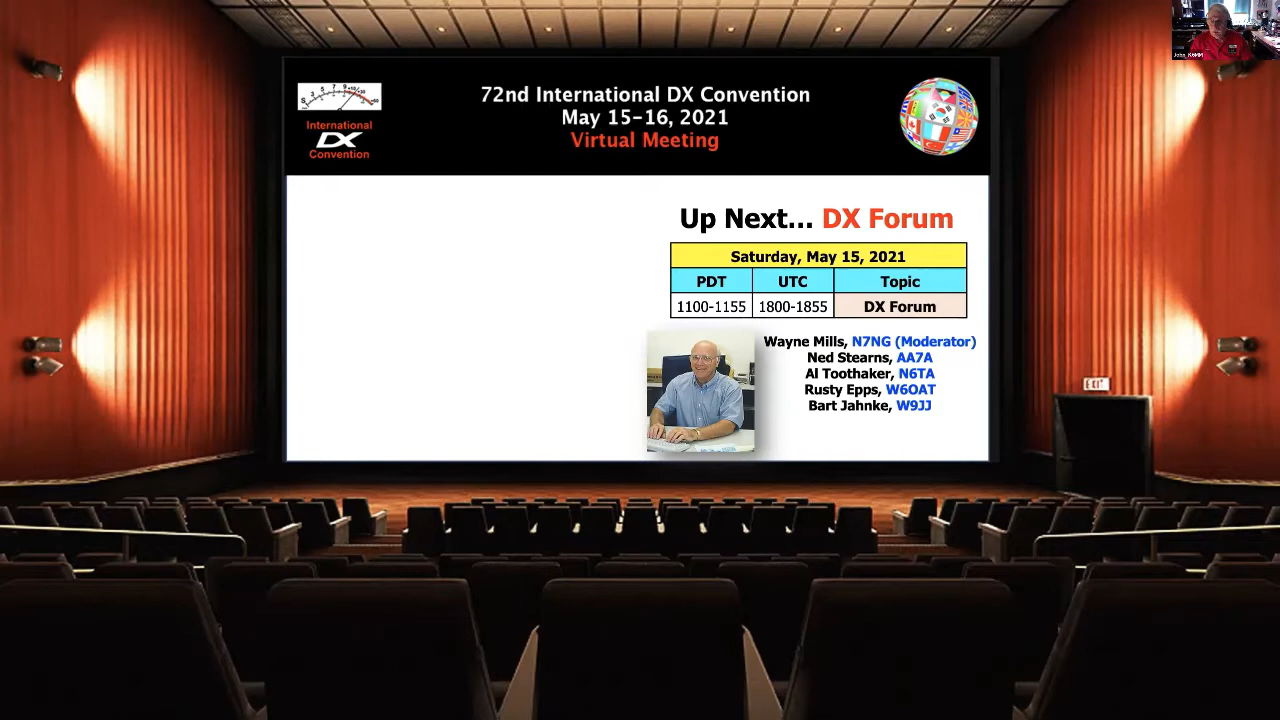 72nd International DX Convention
May 15-16, 2021
Virtual Meeting
International
DX
Convention
Up Next... DX Forum
Saturday, May 15, 2021
PDT UTC Topic
1100-1155 1800-1855 DX Forum
Wayne Mills, N7NG (Moderator)
Ned Stearns, AA7A
Al Toothaker, N6TA
Rusty Epps, W6OAT
Bart Jahnke, W9JJ
EXIT
John_K6MM